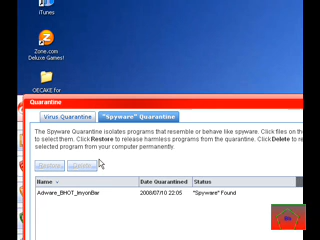 iTunes
Zone.com
Deluxe Games!
OECAKE for
Quarantine
Virus Quarantine
"Spyware" Quarantine
The Spyware Quarantine isolates programs that resemble or behave like spyware. Click files on th
to select them. Click Restore to release harmless programs from the quarantine. Click Delete to re
selected program from your computer permanently.
Restore Delete
Name Date Quarantined Status
Adware_BHOT_ImyonBer 2008/07/10 22:05 "Spyware" Found